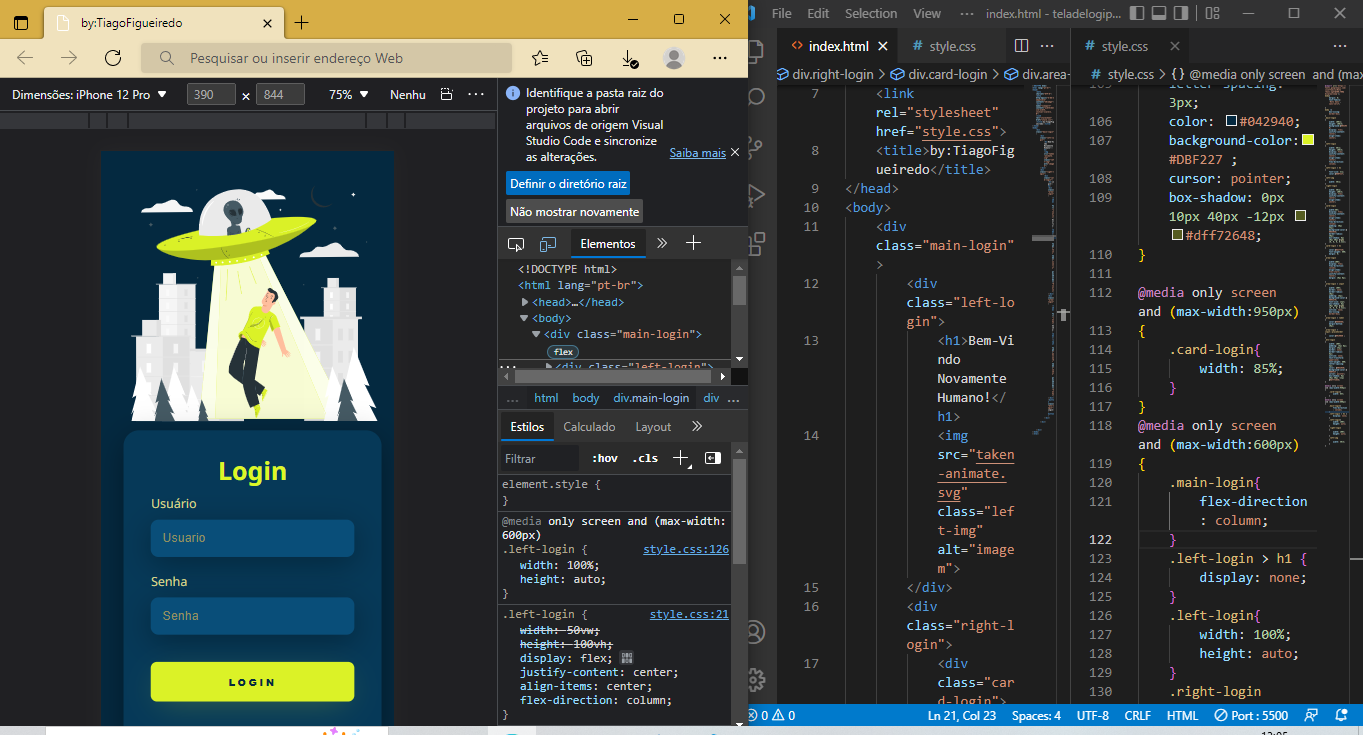 by:TiagoFigueiredo
Pesquisar ou inserir endereço Web
Dimensões: iPhone 12 Pro
390
×
844
75%
Nenhu
Login
Usuário
Usuario
Senha
Senha
LOGIN
Identifique a pasta raiz do
projeto para abrir
arquivos de origem Visual
Studio Code e sincronize
as alterações.
Saiba mais
Definir o diretório raiz
Não mostrar novamente
Elementos
<!DOCTYPE html>
<html lang="pt-br">
<head>…</head>
<body>
<div class="main-login">
flex
<div class="left-login">
... html body div.main-login div ...
Estilos Calculado Layout
Filtrar :hov .cls
element.style {
}
@media only screen and (max-width:
600px)
.left-login { style.css:126
width: 100%;
height: auto;
}
.left-login { style.css:21
width: 50vw;
height: 100vh;
display: flex;
justify-content: center;
align-items: center;
flex-direction: column;
}
File Edit Selection View ··· index.html - teladelogip...
index.html style.css
div.right-login > div.card-login > div.area-
7 <link
rel="stylesheet"
href="style.css">
8 <title>by:TiagoFig
ueiredo</title>
9 </head>
10 <body>
11 <div
class="main-login"
>
12 <div
class="left-lo
gin">
13 <h1>Bem-Vi
ndo
Novamente
Humano!</
h1>
14 <img
src="taken
-animate.
svg"
class="lef
t-img"
alt="image
m">
15 </div>
16 <div
class="right-l
ogin">
17 <div
class="car
d-login">
style.css
style.css > {} @media only screen and (max
105 letter-spacing:
3px;
106 color: #042940;
107 background-color:
#DBF227 ;
108 cursor: pointer;
109 box-shadow: 0px
10px 40px -12px
#dff72648;
110 }
111
112 @media only screen
and (max-width:950px)
113 {
114 .card-login{
115 width: 85%;
116 }
117 }
118 @media only screen
and (max-width:600px)
119 {
120 .main-login{
121 flex-direction
: column;
122 }
123 .left-login > h1 {
124 display: none;
125 }
126 .left-login{
127 width: 100%;
128 height: auto;
129 }
130 .right-login
0 0 Ln 21, Col 23 Spaces: 4 UTF-8 CRLF HTML Port : 5500